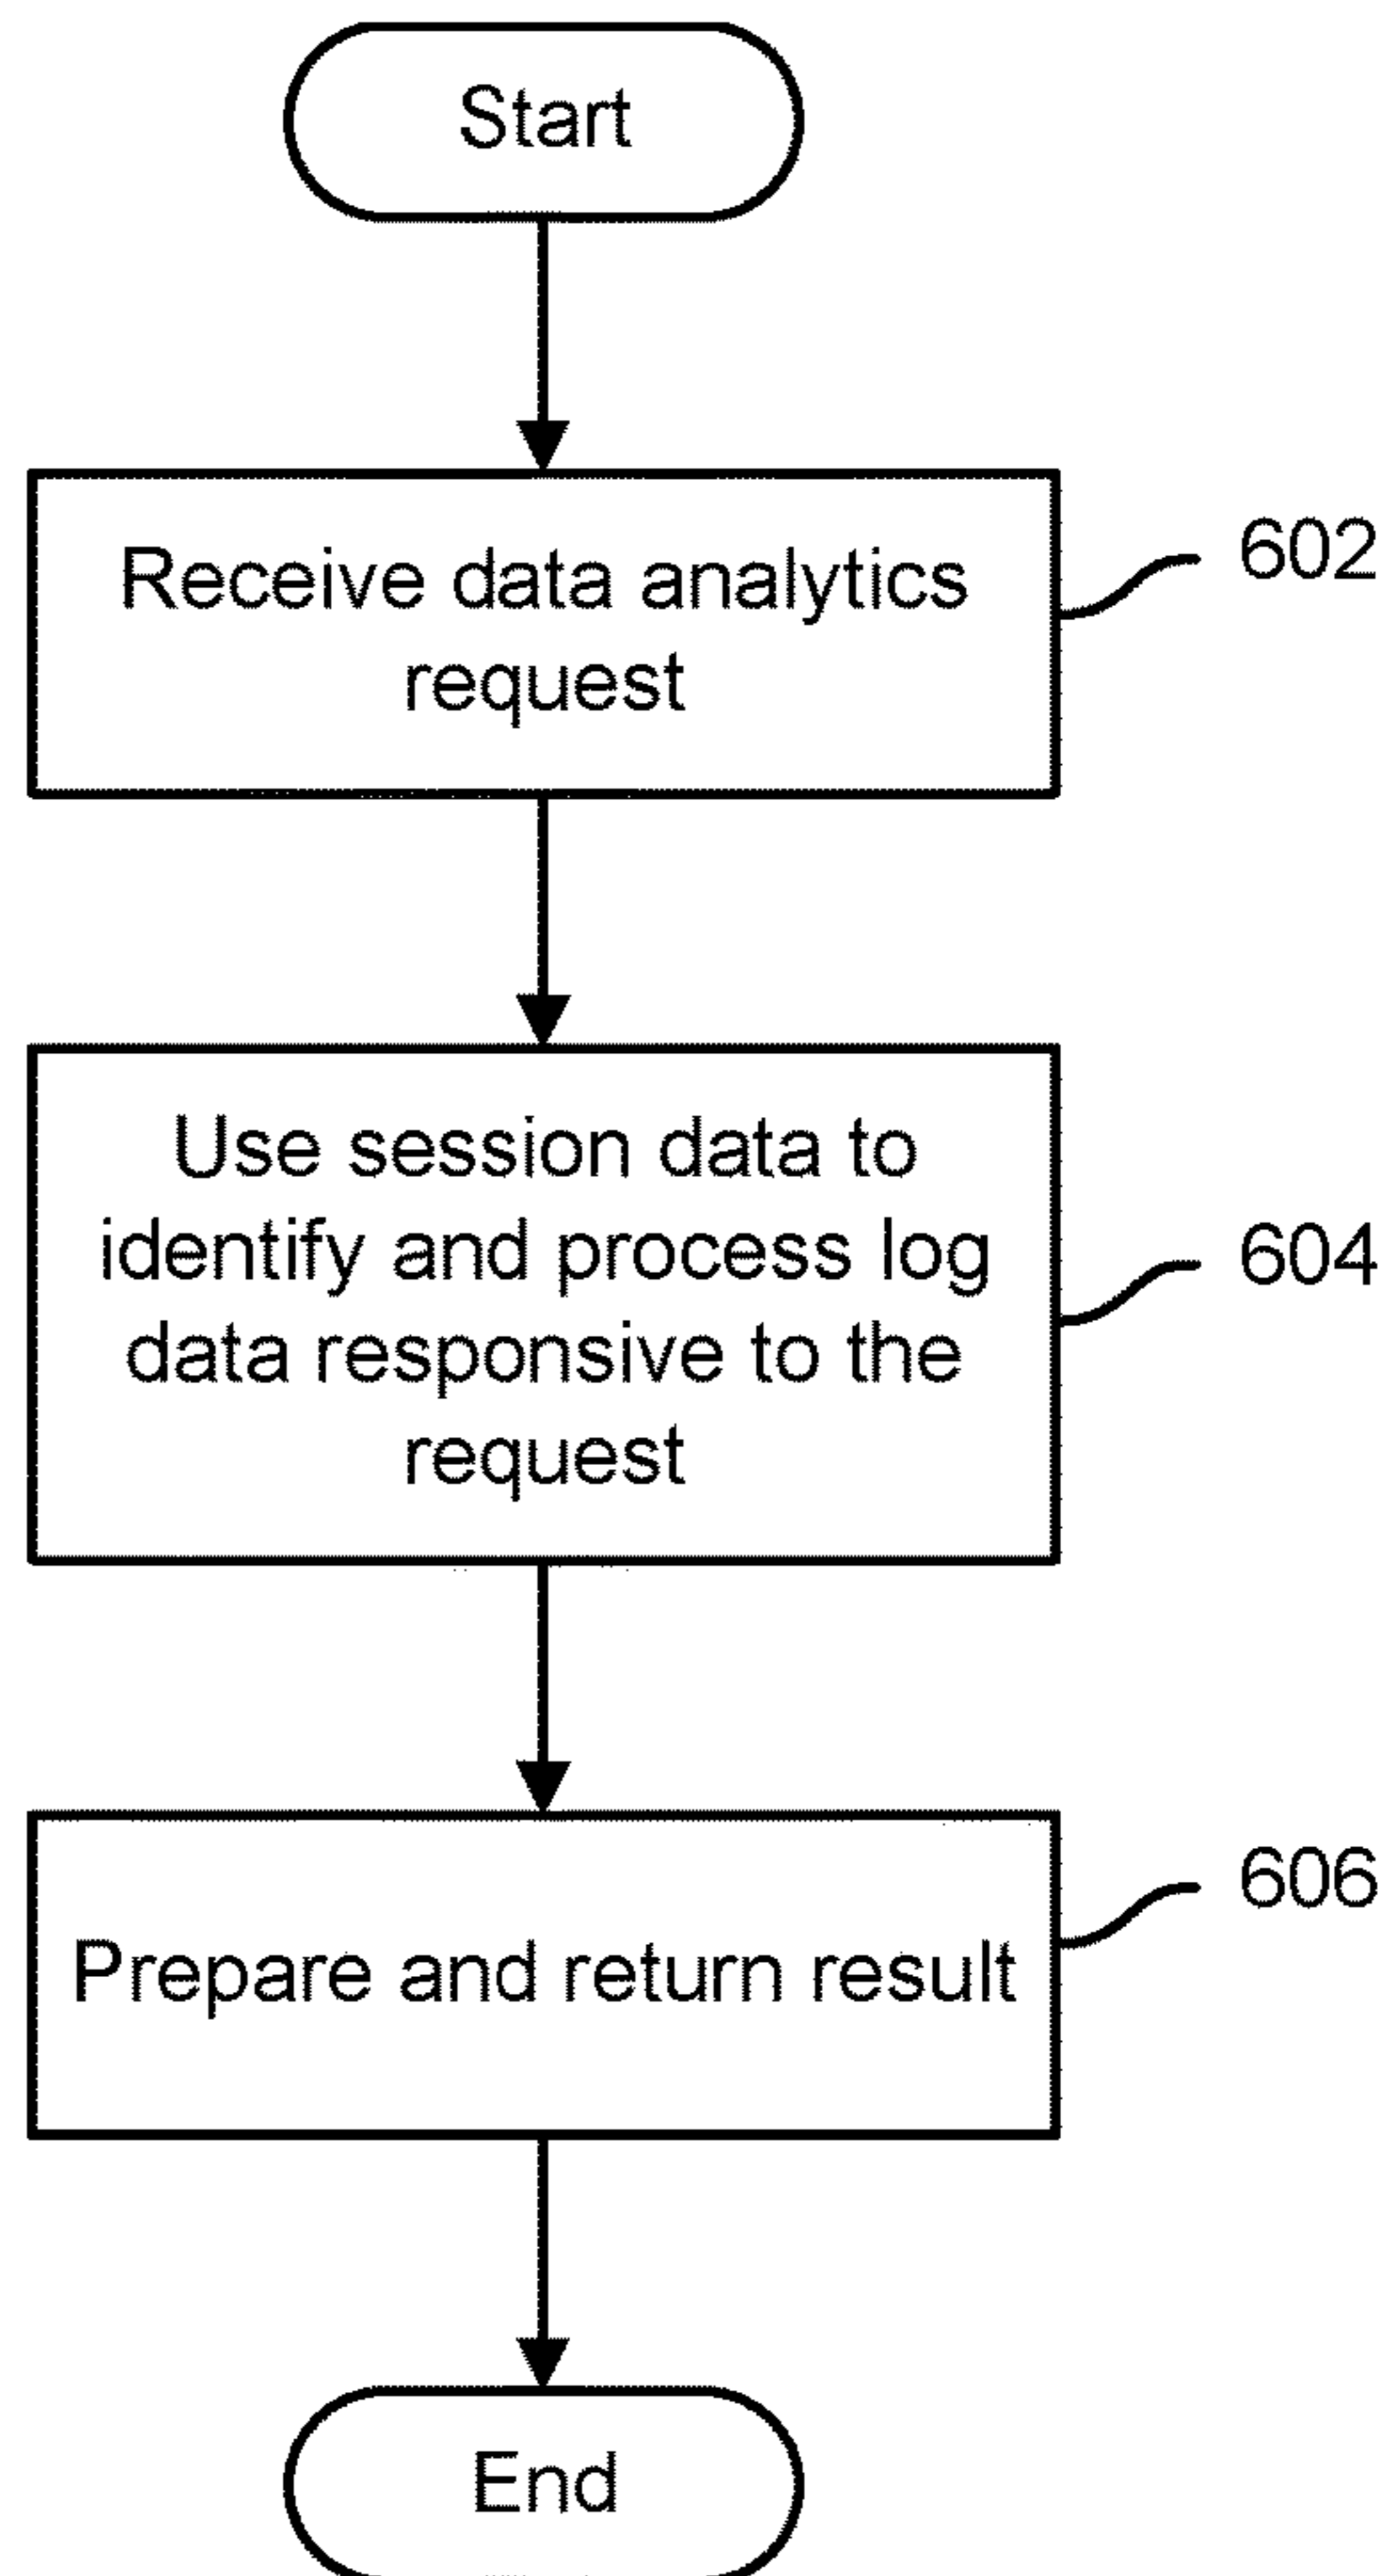 Start
Receive data analytics
request
602
Use session data to
identify and process log
data responsive to the
request
604
Prepare and return result
606
End